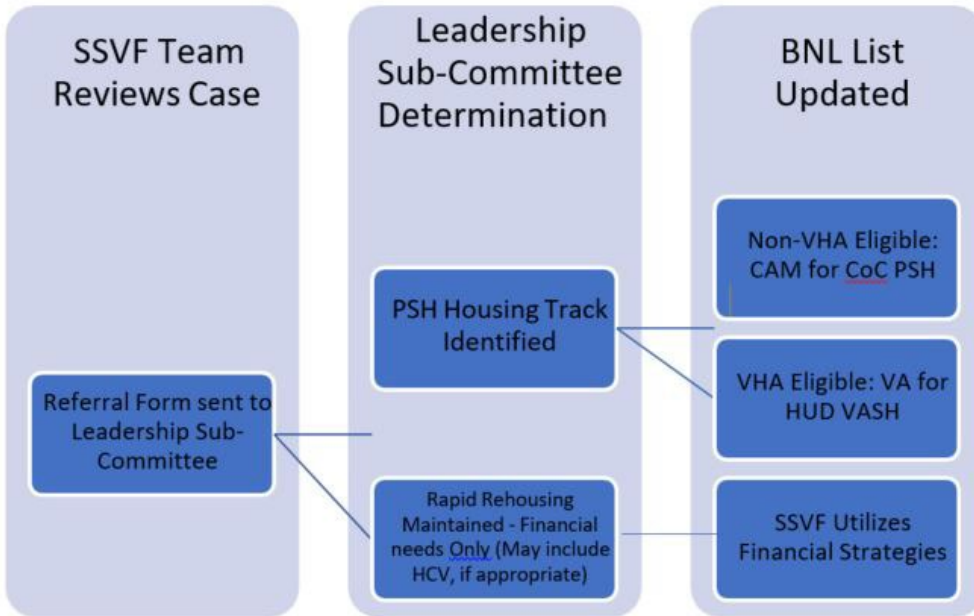 SSVF Team
Reviews Case
Referral Form sent to
Leadership Sub-
Committee
Leadership
Sub-Committee
Determination
PSH Housing Track
Identified
Rapid Rehousing
Maintained - Financial
needs Only (May include
HCV, if appropriate)
BNL List
Updated
Non-VHA Eligible:
CAM for CoC PSH
VHA Eligible: VA for
HUD VASH
SSVF Utilizes
Financial Strategies